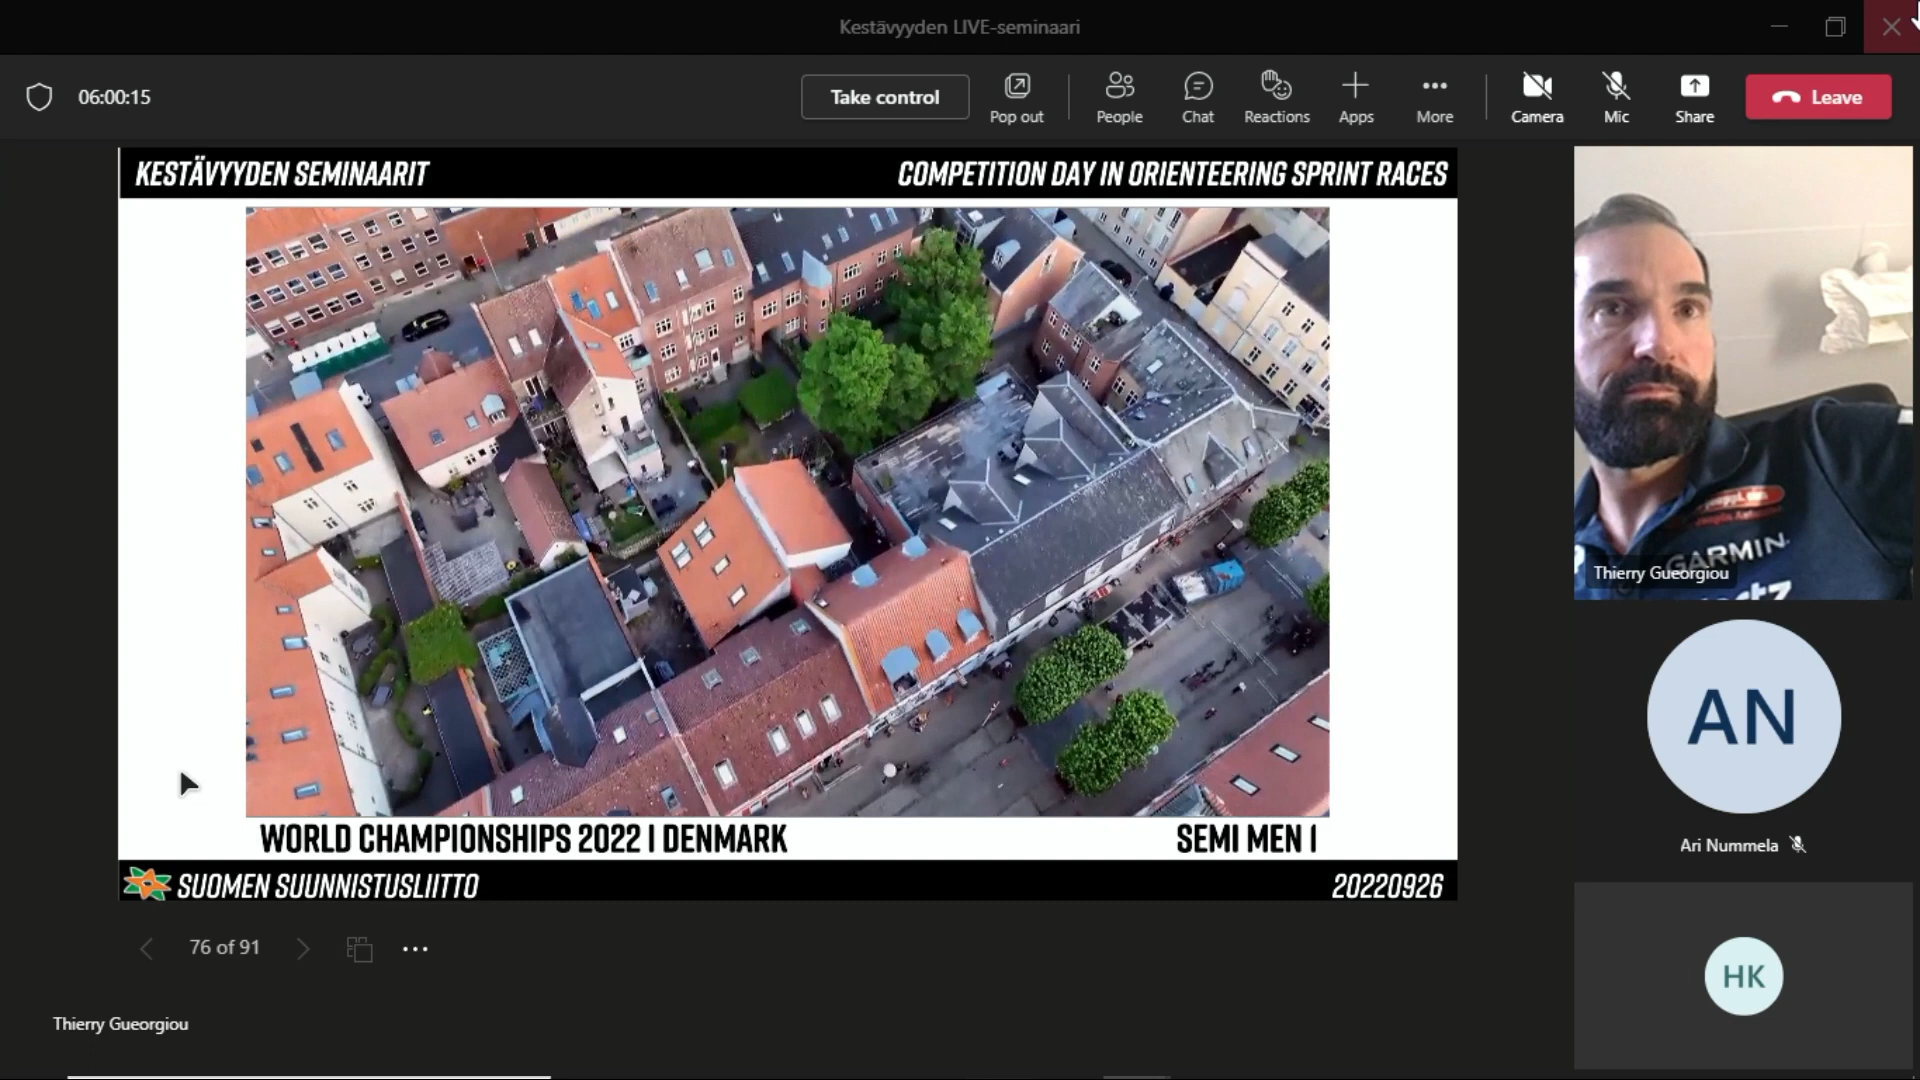 Kestävyyden LIVE-seminaari
06:00:15
Take control
Pop out
People
Chat
Reactions
Apps
More
Camera
Mic
Share
Leave
KESTÄVYYDEN SEMINAARIT
COMPETITION DAY IN ORIENTEERING SPRINT RACES
WORLD CHAMPIONSHIPS 2022 | DENMARK
SEMI MEN 1
SUOMEN SUUNNISTUSLIITTO
20220926
GARMIN
Thierry Gueorgiou
AN
Ari Nummela
HK
76 of 91
Thierry Gueorgiou